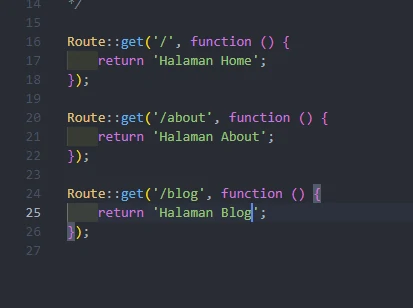 14 */
15
16 Route::get('/', function () {
17     return 'Halaman Home';
18 });
19
20 Route::get('/about', function () {
21     return 'Halaman About';
22 });
23
24 Route::get('/blog', function () {
25     return 'Halaman Blog';
26 });
27